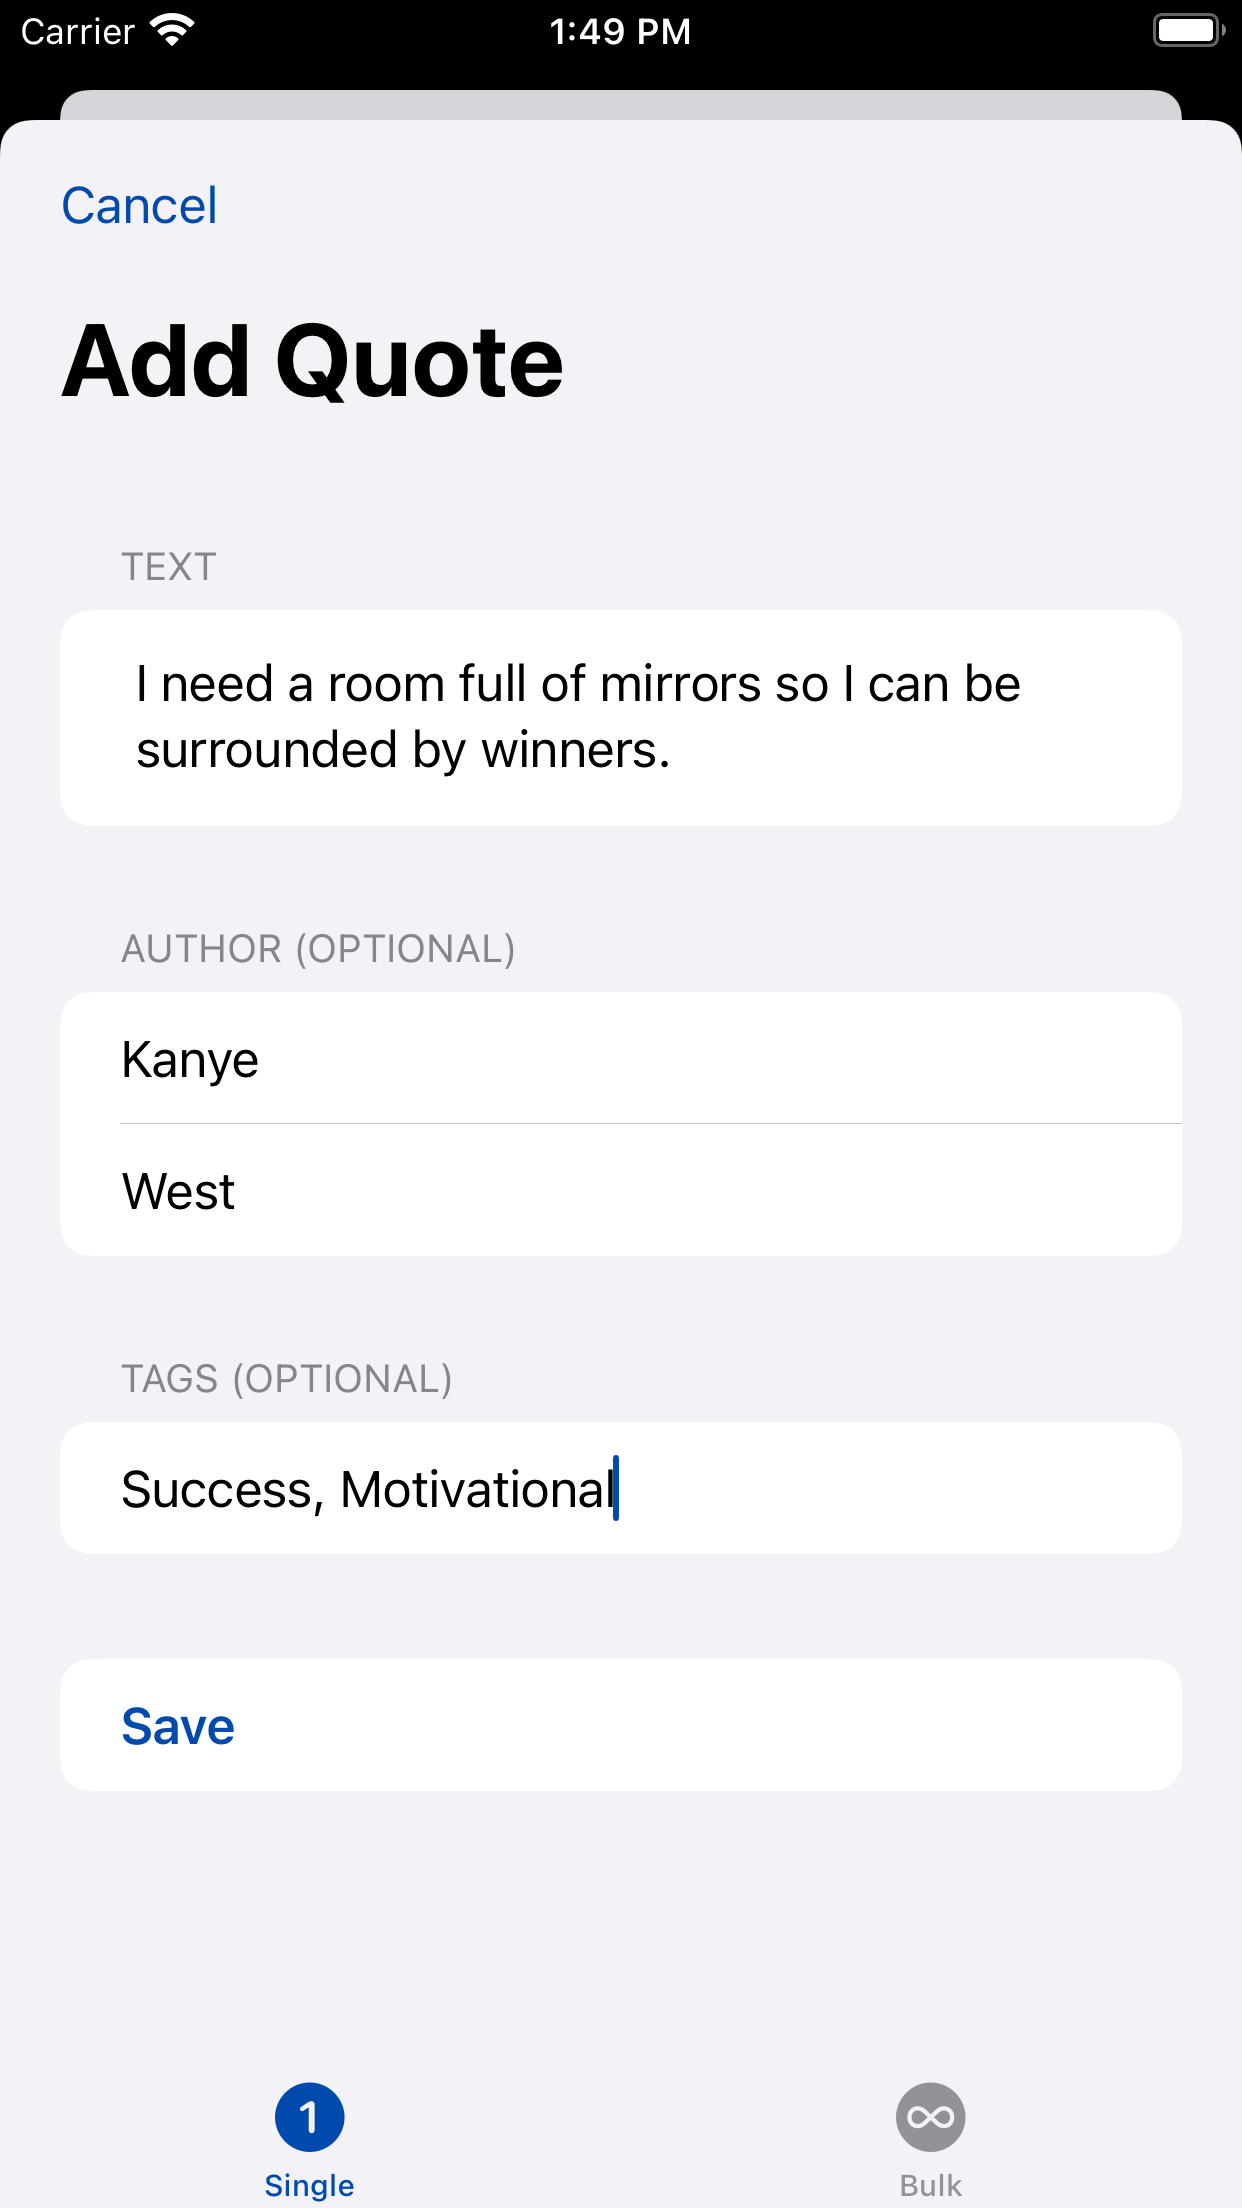 Carrier 1:49 PM
Cancel
Add Quote
TEXT
I need a room full of mirrors so I can be
surrounded by winners.
AUTHOR (OPTIONAL)
Kanye
West
TAGS (OPTIONAL)
Success, Motivational
Save
1
Single
Bulk